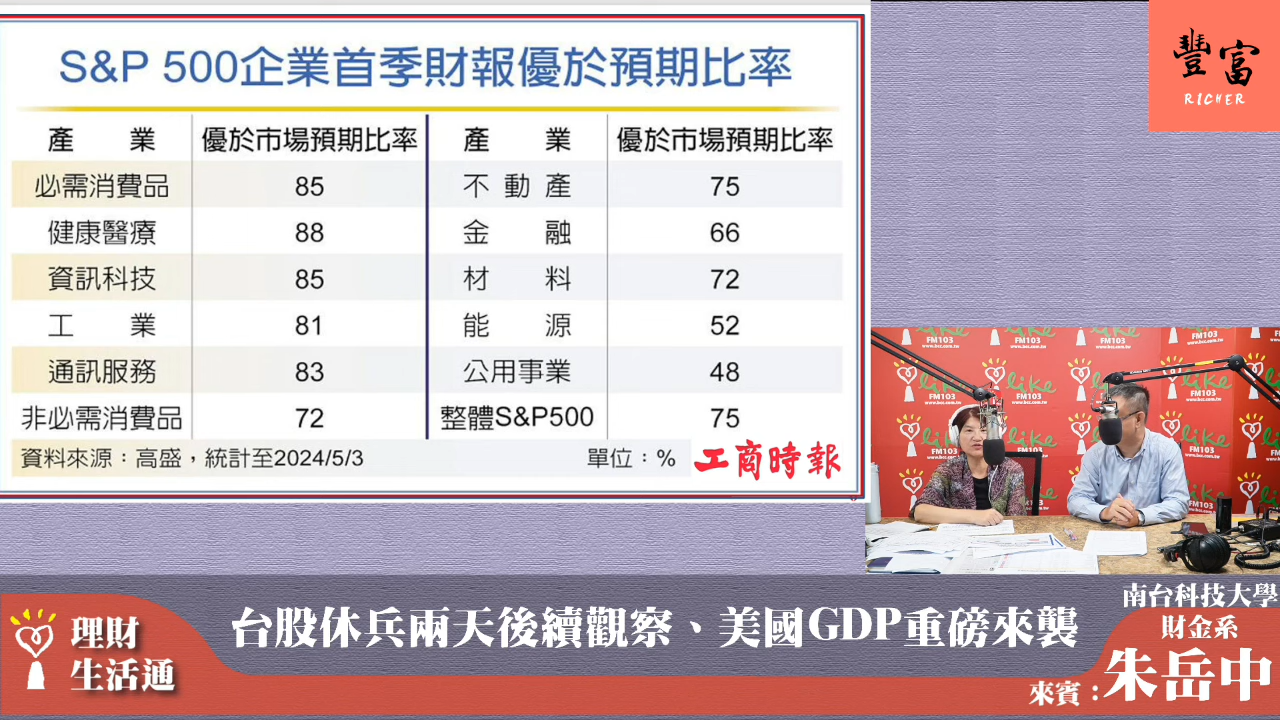 S&P 500企業首季財報優於預期比率
產業 優於市場預期比率 產業 優於市場預期比率
必需消費品 85 不動產 75
健康醫療 88 金融 66
資訊科技 85 材料 72
工業 81 能源 52
通訊服務 83 公用事業 48
非必需消費品 72 整體S&P500 75
資料來源：高盛，統計至2024/5/3 單位：% 工商時報
豐富
RICHER
like
FM103
www.bcc.com.tw
理財
生活通
台股休兵兩天後續觀察、美國GDP重磅來襲
南台科技大學
財金系
來賓：朱岳中